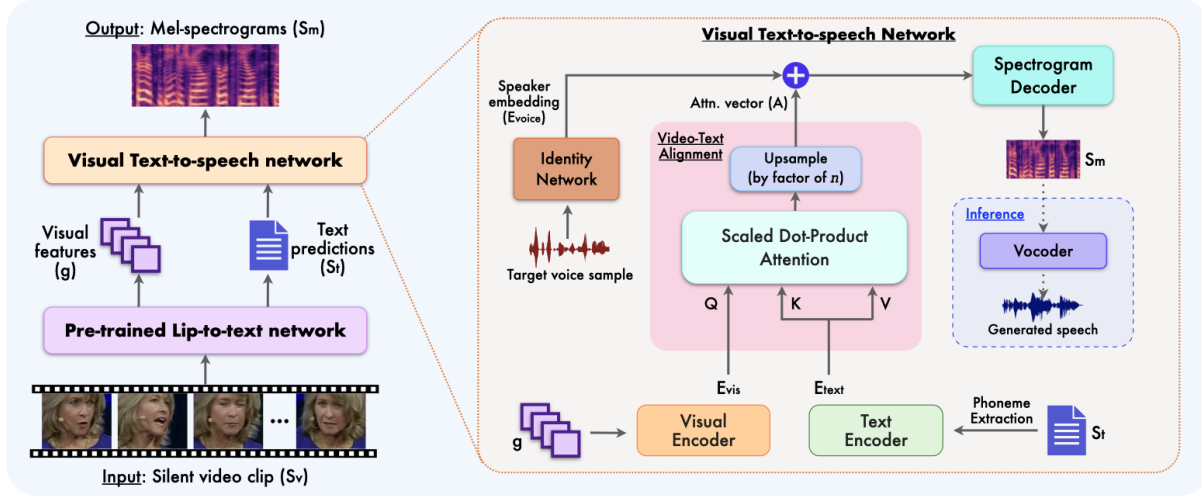 Output: Mel-spectrograms (Sm)
Visual Text-to-speech network
Visual
features
(g)
Text
predictions
(St)
Pre-trained Lip-to-text network
...
Input: Silent video clip (Sv)
Visual Text-to-speech Network
Speaker
embedding
(Evoice)
Attn. vector (A)
Spectrogram
Decoder
Identity
Network
Target voice sample
Video-Text
Alignment
Upsample
(by factor of n)
Scaled Dot-Product
Attention
Q
K
V
Sm
Inference
Vocoder
Generated speech
Evis
Etext
g
Visual
Encoder
Text
Encoder
Phoneme
Extraction
St